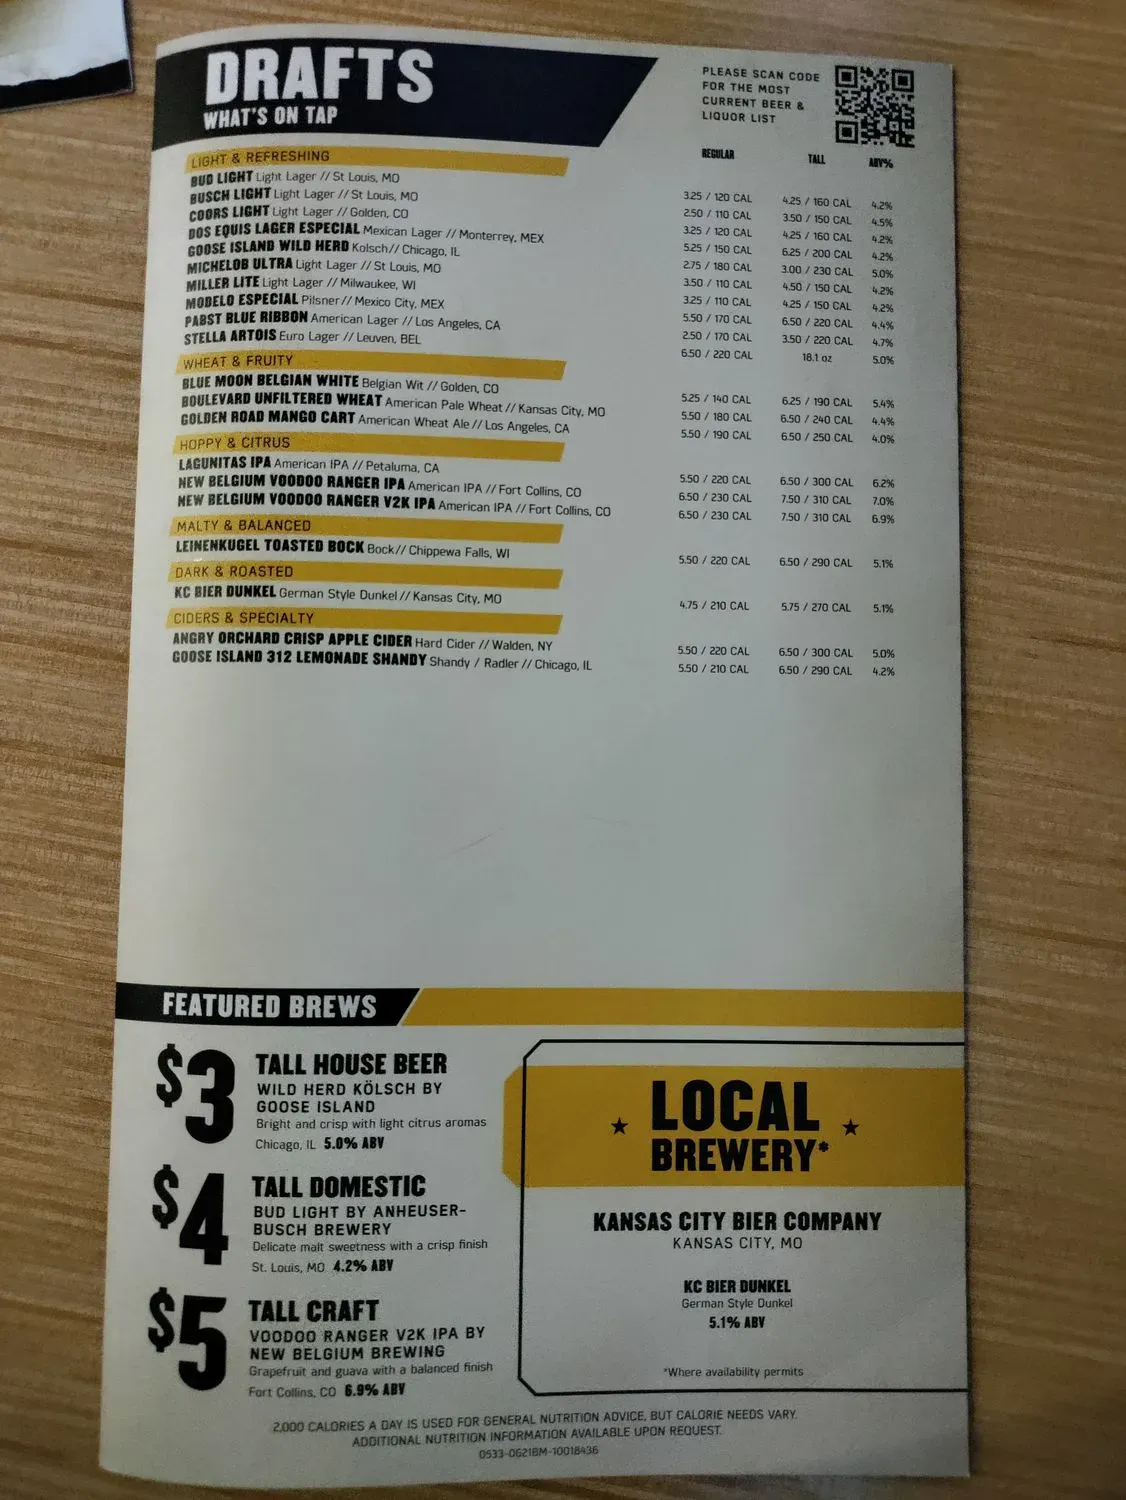 DRAFTS
WHAT'S ON TAP
PLEASE SCAN CODE
FOR THE MOST
CURRENT BEER &
LIQUOR LIST
REGULAR TALL ABV%
LIGHT & REFRESHING
BUD LIGHT Light Lager // St Louis, MO 3.25 / 120 CAL 4.25 / 160 CAL 4.2%
BUSCH LIGHT Light Lager // St Louis, MO 2.50 / 110 CAL 3.50 / 150 CAL 4.5%
COORS LIGHT Light Lager // Golden, CO 3.25 / 120 CAL 4.25 / 160 CAL 4.2%
DOS EQUIS LAGER ESPECIAL Mexican Lager // Monterrey, MEX 5.25 / 150 CAL 6.25 / 200 CAL 4.2%
GOOSE ISLAND WILD HERD Kolsch// Chicago, IL 2.75 / 180 CAL 3.00 / 230 CAL 5.0%
MICHELOB ULTRA Light Lager // St Louis, MO 3.50 / 110 CAL 4.50 / 150 CAL 4.2%
MILLER LITE Light Lager // Milwaukee, WI 3.25 / 110 CAL 4.25 / 150 CAL 4.2%
MODELO ESPECIAL Pilsner// Mexico City, MEX 5.50 / 170 CAL 6.50 / 220 CAL 4.4%
PABST BLUE RIBBON American Lager // Los Angeles, CA 2.50 / 170 CAL 3.50 / 220 CAL 4.7%
STELLA ARTOIS Euro Lager // Leuven, BEL 6.50 / 220 CAL 18.1 oz 5.0%
WHEAT & FRUITY
BLUE MOON BELGIAN WHITE Belgian Wit // Golden, CO 5.25 / 140 CAL 6.25 / 190 CAL 5.4%
BOULEVARD UNFILTERED WHEAT American Pale Wheat // Kansas City, MO 5.50 / 180 CAL 6.50 / 240 CAL 4.4%
GOLDEN ROAD MANGO CART American Wheat Ale // Los Angeles, CA 5.50 / 190 CAL 6.50 / 250 CAL 4.0%
HOPPY & CITRUS
LAGUNITAS IPA American IPA // Petaluma, CA 5.50 / 220 CAL 6.50 / 300 CAL 6.2%
NEW BELGIUM VOODOO RANGER IPA American IPA // Fort Collins, CO 6.50 / 230 CAL 7.50 / 310 CAL 7.0%
NEW BELGIUM VOODOO RANGER V2K IPA American IPA // Fort Collins, CO 6.50 / 230 CAL 7.50 / 310 CAL 6.9%
MALTY & BALANCED
LEINENKUGEL TOASTED BOCK Bock// Chippewa Falls, WI 5.50 / 220 CAL 6.50 / 290 CAL 5.1%
DARK & ROASTED
KC BIER DUNKEL German Style Dunkel // Kansas City, MO 4.75 / 210 CAL 5.75 / 270 CAL 5.1%
CIDERS & SPECIALTY
ANGRY ORCHARD CRISP APPLE CIDER Hard Cider // Walden, NY 5.50 / 220 CAL 6.50 / 300 CAL 5.0%
GOOSE ISLAND 312 LEMONADE SHANDY Shandy / Radler // Chicago, IL 5.50 / 210 CAL 6.50 / 290 CAL 4.2%
FEATURED BREWS
$3 TALL HOUSE BEER
WILD HERD KÖLSCH BY
GOOSE ISLAND
Bright and crisp with light citrus aromas
Chicago, IL 5.0% ABV
$4 TALL DOMESTIC
BUD LIGHT BY ANHEUSER-
BUSCH BREWERY
Delicate malt sweetness with a crisp finish
St. Louis, MO 4.2% ABV
$5 TALL CRAFT
VOODOO RANGER V2K IPA BY
NEW BELGIUM BREWING
Grapefruit and guava with a balanced finish
Fort Collins, CO 6.9% ABV
LOCAL
BREWERY*
KANSAS CITY BIER COMPANY
KANSAS CITY, MO
KC BIER DUNKEL
German Style Dunkel
5.1% ABV
*Where availability permits
2,000 CALORIES A DAY IS USED FOR GENERAL NUTRITION ADVICE, BUT CALORIE NEEDS VARY.
ADDITIONAL NUTRITION INFORMATION AVAILABLE UPON REQUEST.
0533-0621BM-10018436